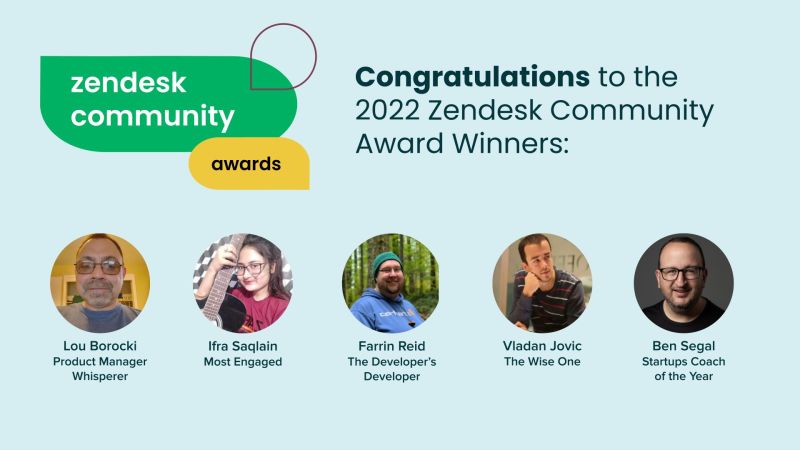 zendesk
community
awards
Congratulations to the
2022 Zendesk Community
Award Winners:
Lou Borocki
Product Manager
Whisperer
Ifra Saqlain
Most Engaged
Farrin Reid
The Developer's
Developer
Vladan Jovic
The Wise One
Ben Segal
Startups Coach
of the Year